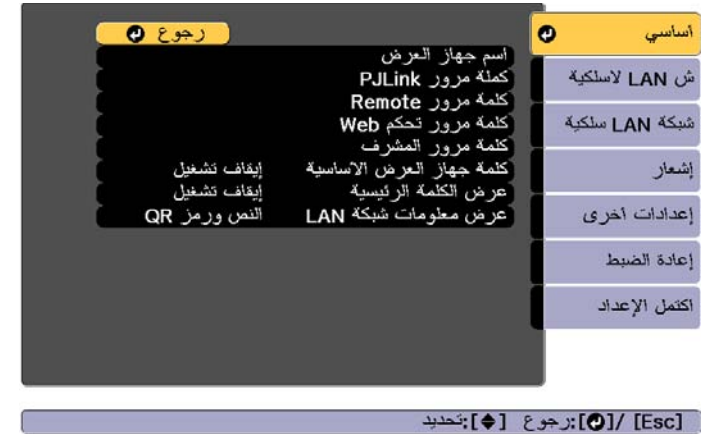 أساسي
ش LAN لاسلكية
شبكة LAN سلكية
إشعار
إعدادات أخرى
إعادة الضبط
اكتمل الإعداد
رجوع
اسم جهاز العرض
كملة مرور PJLink
كلمة مرور Remote
كلمة مرور تحكم Web
كلمة مرور المشرف
كلمة جهاز العرض الاساسية إيقاف تشغيل
عرض الكلمة الرئيسية إيقاف تشغيل
عرض معلومات شبكة LAN النص ورمز QR
[Esc] /[]:رجوع []:تحديد